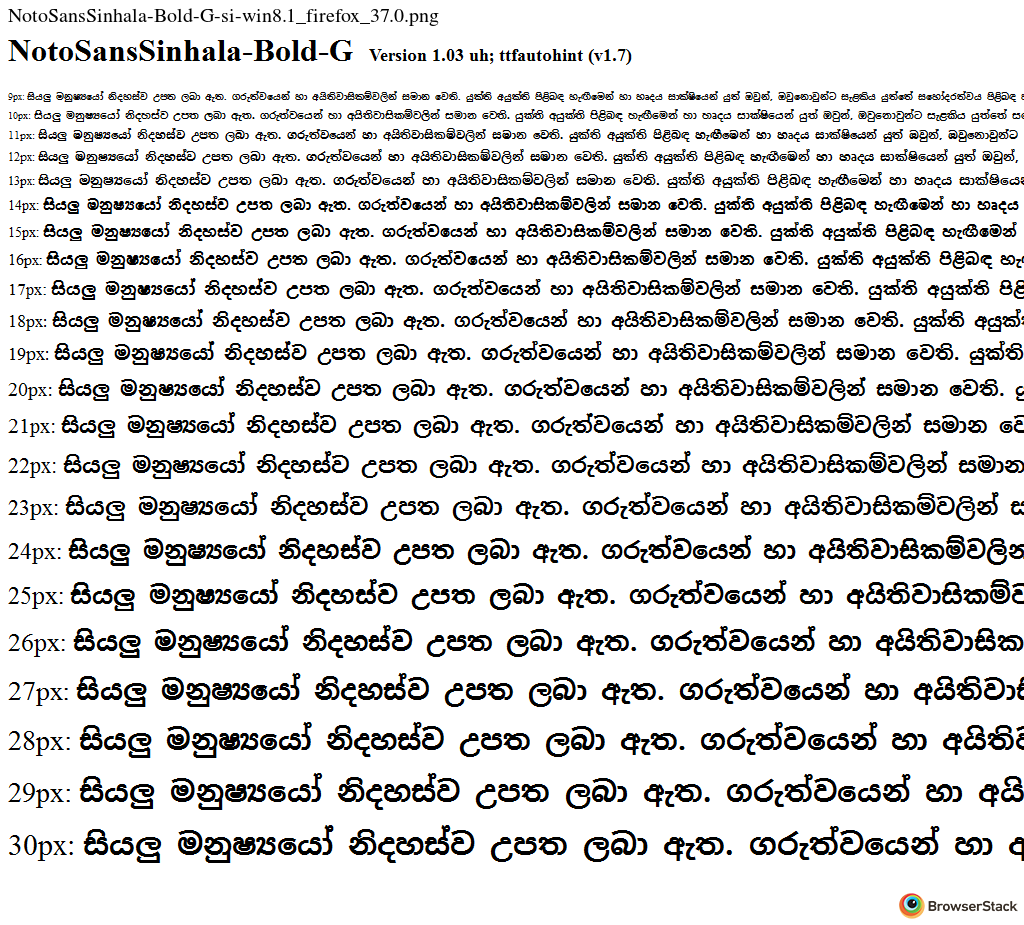 NotoSansSinhala-Bold-G-si-win8.1_firefox_37.0.png
NotoSansSinhala-Bold-G Version 1.03 uh; ttfautohint (v1.7)
9px: සියලු මනුෂ්‍යයෝ නිදහස්ව උපත ලබා ඇත. ගරුත්වයෙන් හා අයිතිවාසිකම්වලින් සමාන වෙති. යුක්ති අයුක්ති පිළිබඳ හැඟීමෙන් හා හෘදය සාක්ෂියෙන් යුත් ඔවුන්, ඔවුනොවුන්ට සැළකිය යුත්තේ සහෝදරත්වය පිළිබඳ
10px: සියලු මනුෂ්‍යයෝ නිදහස්ව උපත ලබා ඇත. ගරුත්වයෙන් හා අයිතිවාසිකම්වලින් සමාන වෙති. යුක්ති අයුක්ති පිළිබඳ හැඟීමෙන් හා හෘදය සාක්ෂියෙන් යුත් ඔවුන්, ඔවුනොවුන්ට සැළකිය යුත්තේ
11px: සියලු මනුෂ්‍යයෝ නිදහස්ව උපත ලබා ඇත. ගරුත්වයෙන් හා අයිතිවාසිකම්වලින් සමාන වෙති. යුක්ති අයුක්ති පිළිබඳ හැඟීමෙන් හා හෘදය සාක්ෂියෙන් යුත් ඔවුන්, ඔවුනොවුන්ට
12px: සියලු මනුෂ්‍යයෝ නිදහස්ව උපත ලබා ඇත. ගරුත්වයෙන් හා අයිතිවාසිකම්වලින් සමාන වෙති. යුක්ති අයුක්ති පිළිබඳ හැඟීමෙන් හා හෘදය සාක්ෂියෙන් යුත් ඔවුන්,
13px: සියලු මනුෂ්‍යයෝ නිදහස්ව උපත ලබා ඇත. ගරුත්වයෙන් හා අයිතිවාසිකම්වලින් සමාන වෙති. යුක්ති අයුක්ති පිළිබඳ හැඟීමෙන් හා හෘදය
14px: සියලු මනුෂ්‍යයෝ නිදහස්ව උපත ලබා ඇත. ගරුත්වයෙන් හා අයිතිවාසිකම්වලින් සමාන වෙති. යුක්ති අයුක්ති පිළිබඳ හැඟීමෙන් හා හෘදය
15px: සියලු මනුෂ්‍යයෝ නිදහස්ව උපත ලබා ඇත. ගරුත්වයෙන් හා අයිතිවාසිකම්වලින් සමාන වෙති. යුක්ති අයුක්ති පිළිබඳ හැඟීමෙන්
16px: සියලු මනුෂ්‍යයෝ නිදහස්ව උපත ලබා ඇත. ගරුත්වයෙන් හා අයිතිවාසිකම්වලින් සමාන වෙති. යුක්ති අයුක්ති පිළිබඳ
17px: සියලු මනුෂ්‍යයෝ නිදහස්ව උපත ලබා ඇත. ගරුත්වයෙන් හා අයිතිවාසිකම්වලින් සමාන වෙති. යුක්ති අයුක්ති
18px: සියලු මනුෂ්‍යයෝ නිදහස්ව උපත ලබා ඇත. ගරුත්වයෙන් හා අයිතිවාසිකම්වලින් සමාන වෙති. යුක්ති
19px: සියලු මනුෂ්‍යයෝ නිදහස්ව උපත ලබා ඇත. ගරුත්වයෙන් හා අයිතිවාසිකම්වලින් සමාන වෙති. යුක්ති
20px: සියලු මනුෂ්‍යයෝ නිදහස්ව උපත ලබා ඇත. ගරුත්වයෙන් හා අයිතිවාසිකම්වලින් සමාන වෙති.
21px: සියලු මනුෂ්‍යයෝ නිදහස්ව උපත ලබා ඇත. ගරුත්වයෙන් හා අයිතිවාසිකම්වලින් සමාන
22px: සියලු මනුෂ්‍යයෝ නිදහස්ව උපත ලබා ඇත. ගරුත්වයෙන් හා අයිතිවාසිකම්වලින් සමාන
23px: සියලු මනුෂ්‍යයෝ නිදහස්ව උපත ලබා ඇත. ගරුත්වයෙන් හා අයිතිවාසිකම්වලින්
24px: සියලු මනුෂ්‍යයෝ නිදහස්ව උපත ලබා ඇත. ගරුත්වයෙන් හා අයිතිවාසිකම්වලින්
25px: සියලු මනුෂ්‍යයෝ නිදහස්ව උපත ලබා ඇත. ගරුත්වයෙන් හා අයිතිවාසිකම්ව
26px: සියලු මනුෂ්‍යයෝ නිදහස්ව උපත ලබා ඇත. ගරුත්වයෙන් හා අයිතිවාසික
27px: සියලු මනුෂ්‍යයෝ නිදහස්ව උපත ලබා ඇත. ගරුත්වයෙන් හා අයිතිවා
28px: සියලු මනුෂ්‍යයෝ නිදහස්ව උපත ලබා ඇත. ගරුත්වයෙන් හා අයිති
29px: සියලු මනුෂ්‍යයෝ නිදහස්ව උපත ලබා ඇත. ගරුත්වයෙන් හා අයි
30px: සියලු මනුෂ්‍යයෝ නිදහස්ව උපත ලබා ඇත. ගරුත්වයෙන් හා
BrowserStack